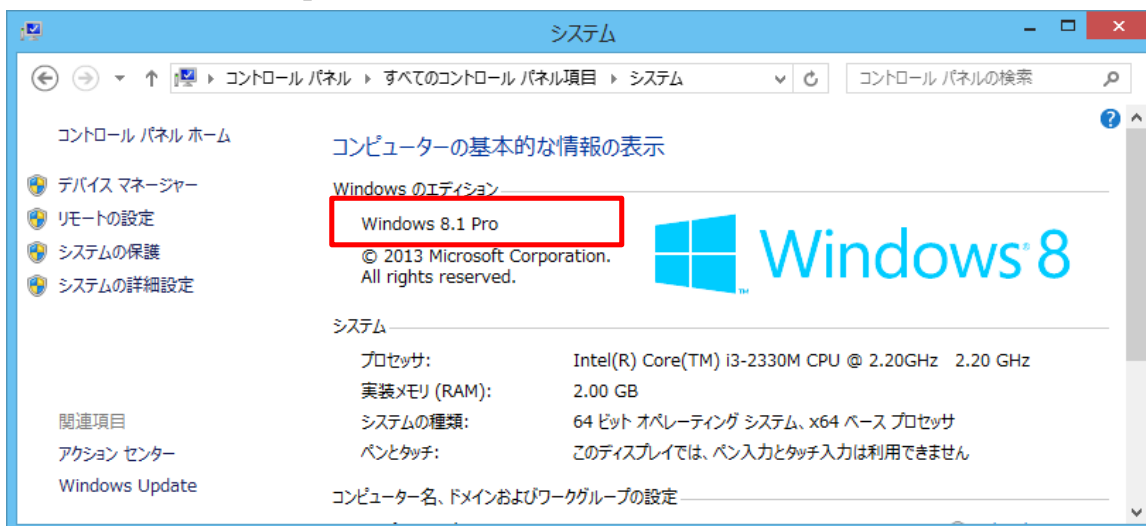 システム
コントロール パネル ▸ すべてのコントロール パネル項目 ▸ システム
コントロール パネルの検索
コントロール パネル ホーム
デバイス マネージャー
リモートの設定
システムの保護
システムの詳細設定
関連項目
アクション センター
Windows Update
コンピューターの基本的な情報の表示
Windows のエディション
Windows 8.1 Pro
© 2013 Microsoft Corporation.
All rights reserved.
Windows 8
システム
プロセッサ: Intel(R) Core(TM) i3-2330M CPU @ 2.20GHz 2.20 GHz
実装メモリ (RAM): 2.00 GB
システムの種類: 64 ビット オペレーティング システム、x64 ベース プロセッサ
ペンとタッチ: このディスプレイでは、ペン入力とタッチ入力は利用できません
コンピューター名、ドメインおよびワークグループの設定